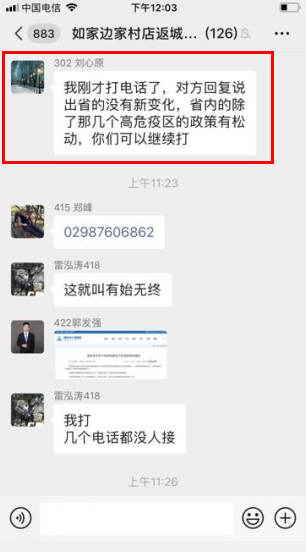 中国电信
下午12:03
883
如家边家村店返城... (126)
302 刘心原
我刚才打电话了，对方回复说
出省的没有新变化，省内的除
了那几个高危疫区的政策有松
动，你们可以继续打
上午11:23
415 郑峰
02987606862
雷泓涛418
这就叫有始无终
422郭发强
雷泓涛418
我打
几个电话都没人接
上午11:26